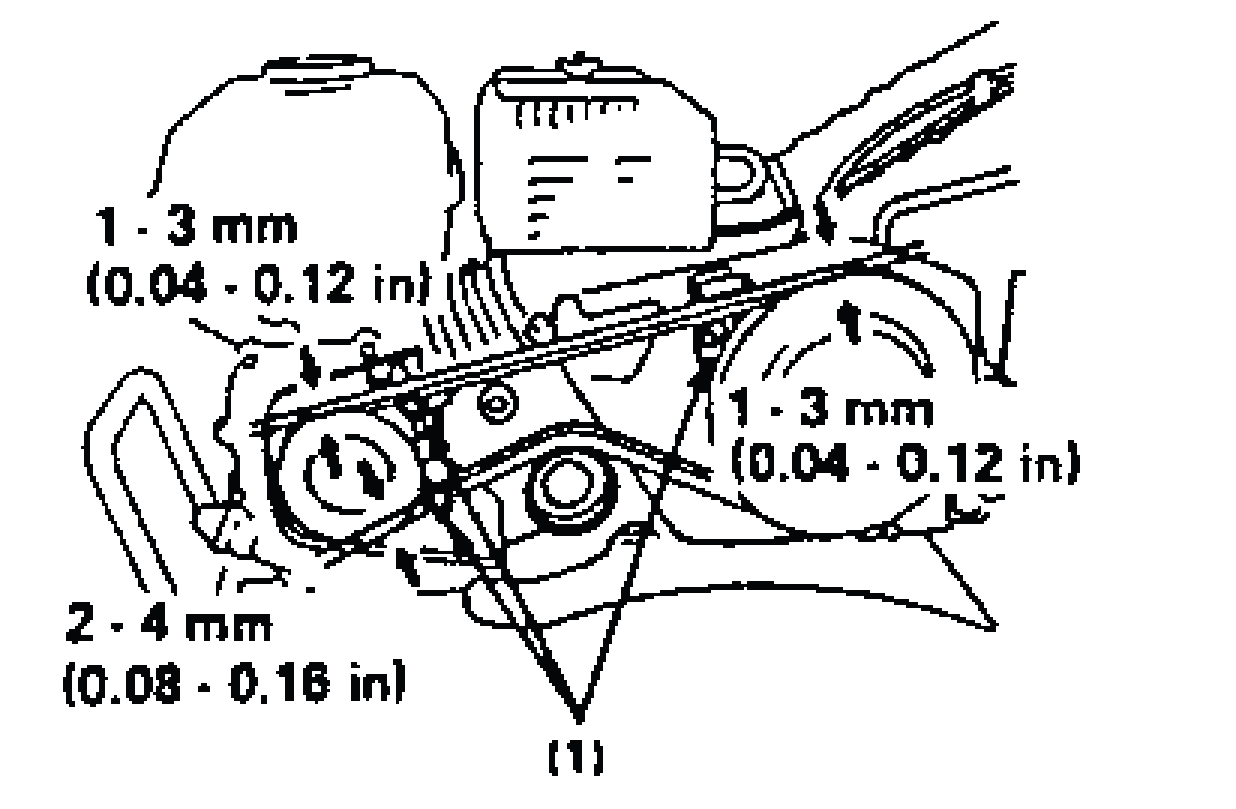 1 - 3 mm
(0.04 - 0.12 in)
1 - 3 mm
(0.04 - 0.12 in)
2 - 4 mm
(0.08 - 0.16 in)
(1)